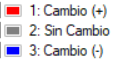 1: Cambio (+)
2: Sin Cambio
3: Cambio (-)